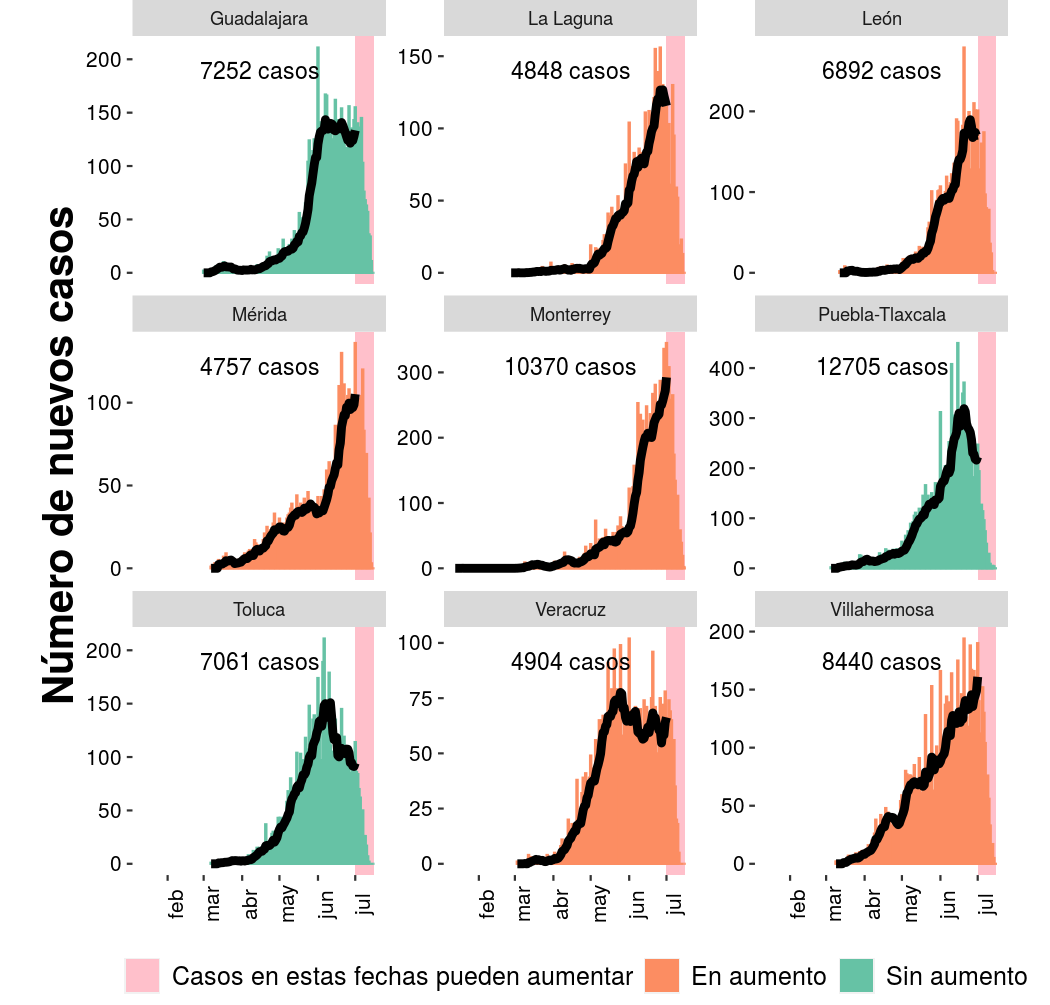 Número de nuevos casos
Guadalajara
7252 casos
200
150
100
50
0
La Laguna
4848 casos
150
100
50
0
León
6892 casos
200
100
0
Mérida
4757 casos
100
50
0
Monterrey
10370 casos
300
200
100
0
Puebla-Tlaxcala
12705 casos
400
300
200
100
0
Toluca
7061 casos
200
150
100
50
0
Veracruz
4904 casos
100
75
50
25
0
Villahermosa
8440 casos
200
150
100
50
0
feb mar abr may jun jul
feb mar abr may jun jul
feb mar abr may jun jul
Casos en estas fechas pueden aumentar En aumento Sin aumento